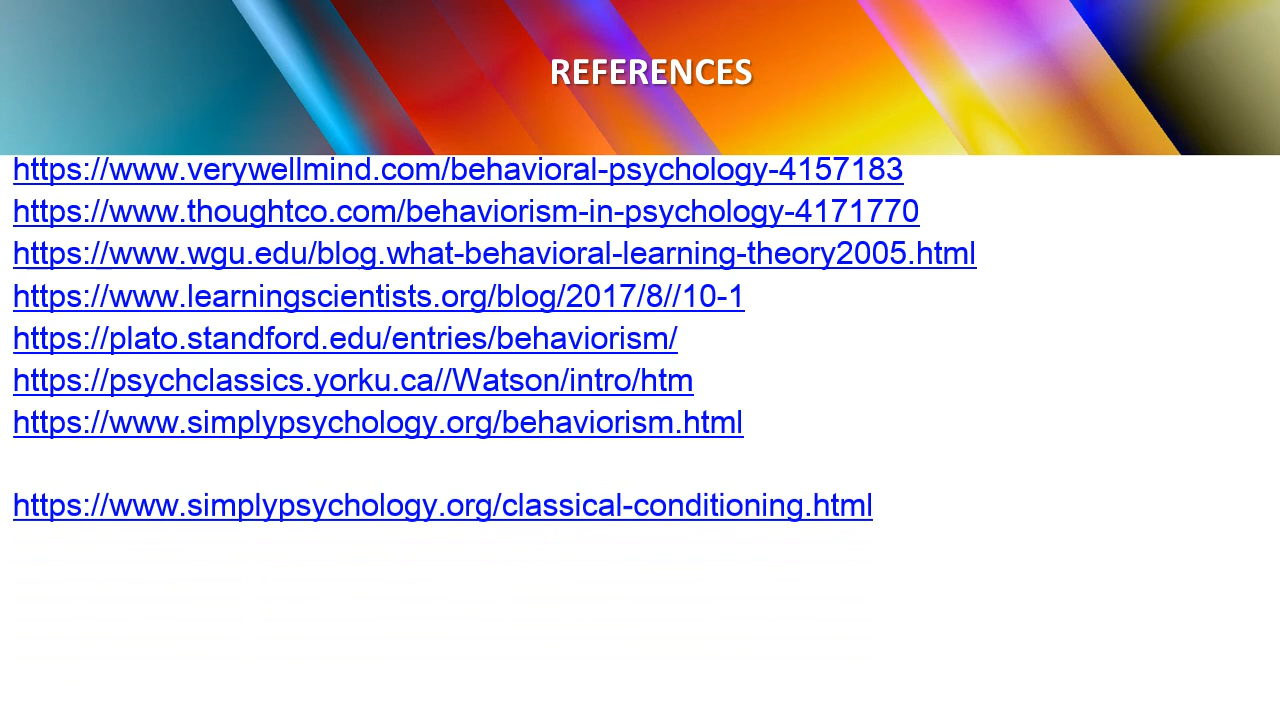 REFERENCES
https://www.verywellmind.com/behavioral-psychology-4157183
https://www.thoughtco.com/behaviorism-in-psychology-4171770
https://www.wgu.edu/blog.what-behavioral-learning-theory2005.html
https://www.learningscientists.org/blog/2017/8//10-1
https://plato.standford.edu/entries/behaviorism/
https://psychclassics.yorku.ca//Watson/intro/htm
https://www.simplypsychology.org/behaviorism.html
https://www.simplypsychology.org/classical-conditioning.html